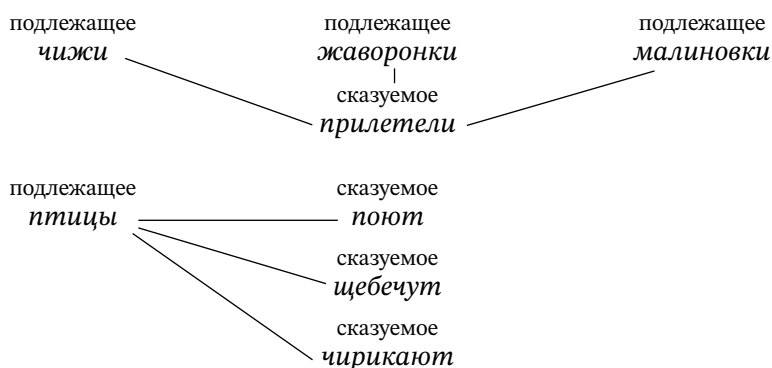 подлежащее подлежащее подлежащее
чижи жаворонки малиновки
сказуемое
прилетели
подлежащее сказуемое
птицы поют
сказуемое
щебечут
сказуемое
чирикают